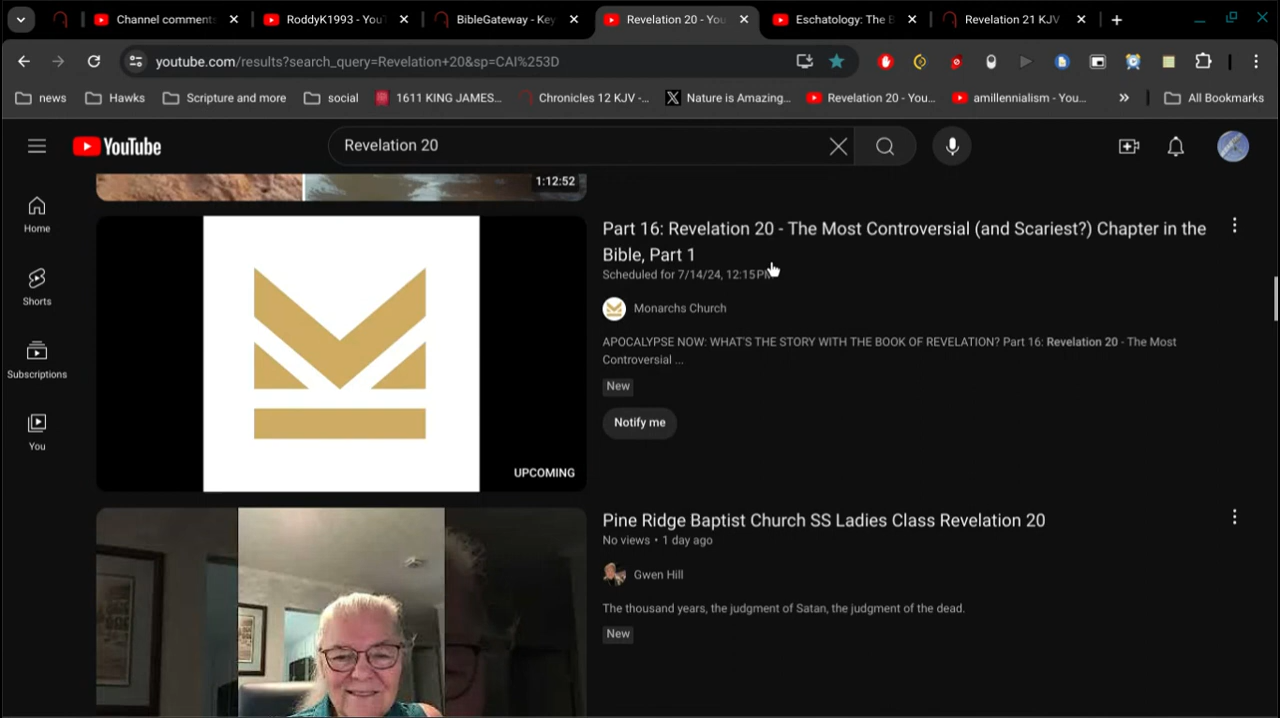 Channel comments
RoddyK1993 - You
BibleGateway - Key
Revelation 20 - You
Eschatology: The B
Revelation 21 KJV
youtube.com/results?search_query=Revelation+20&sp=CAI%253D
news
Hawks
Scripture and more
social
1611 KING JAMES...
Chronicles 12 KJV -...
Nature is Amazing...
Revelation 20 - You...
amillennialism - You...
All Bookmarks
YouTube
Revelation 20
Home
Shorts
Subscriptions
You
1:12:52
Part 16: Revelation 20 - The Most Controversial (and Scariest?) Chapter in the
Bible, Part 1
Scheduled for 7/14/24, 12:15PM
Monarchs Church
APOCALYPSE NOW: WHAT'S THE STORY WITH THE BOOK OF REVELATION? Part 16: Revelation 20 - The Most
Controversial ...
New
Notify me
UPCOMING
Pine Ridge Baptist Church SS Ladies Class Revelation 20
No views • 1 day ago
Gwen Hill
The thousand years, the judgment of Satan, the judgment of the dead.
New